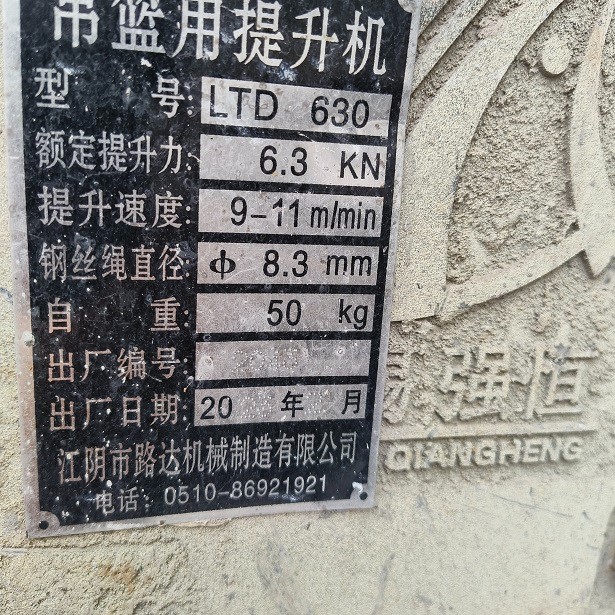 吊篮用提升机
型 号: LTD 630
额定提升力: 6.3 KN
提升速度: 9-11 m/min
钢丝绳直径: ф 8.3 mm
自 重: 50 kg
出厂编号:
出厂日期: 20 年 月
江阴市路达机械制造有限公司
电话: 0510-86921921
强恒
QIANGHENG